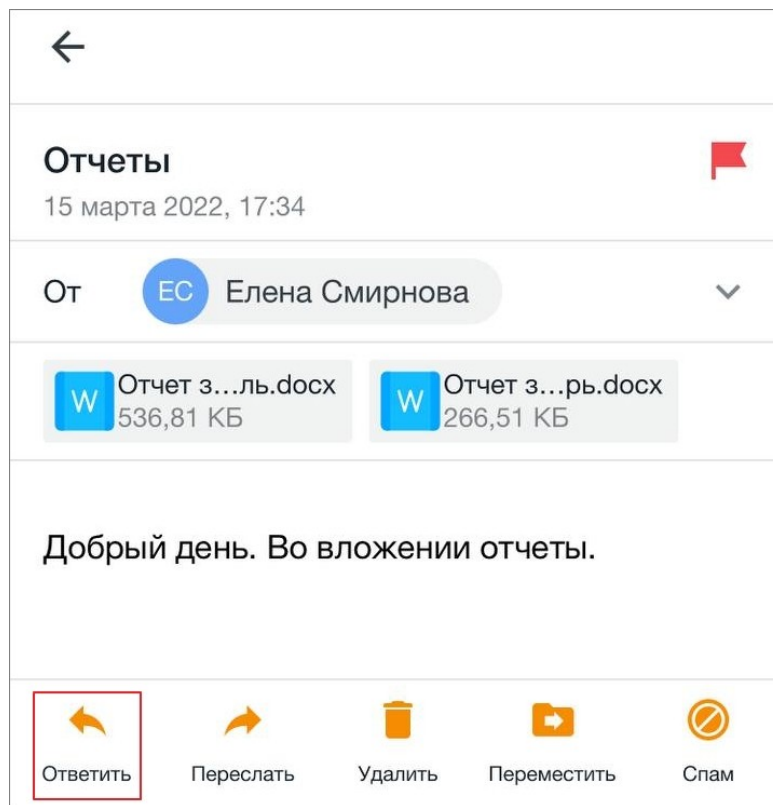 Отчеты
15 марта 2022, 17:34
От ЕС Елена Смирнова
W Отчет з...ль.docx W Отчет з...рь.docx
536,81 КБ 266,51 КБ
Добрый день. Во вложении отчеты.
Ответить Переслать Удалить Переместить Спам